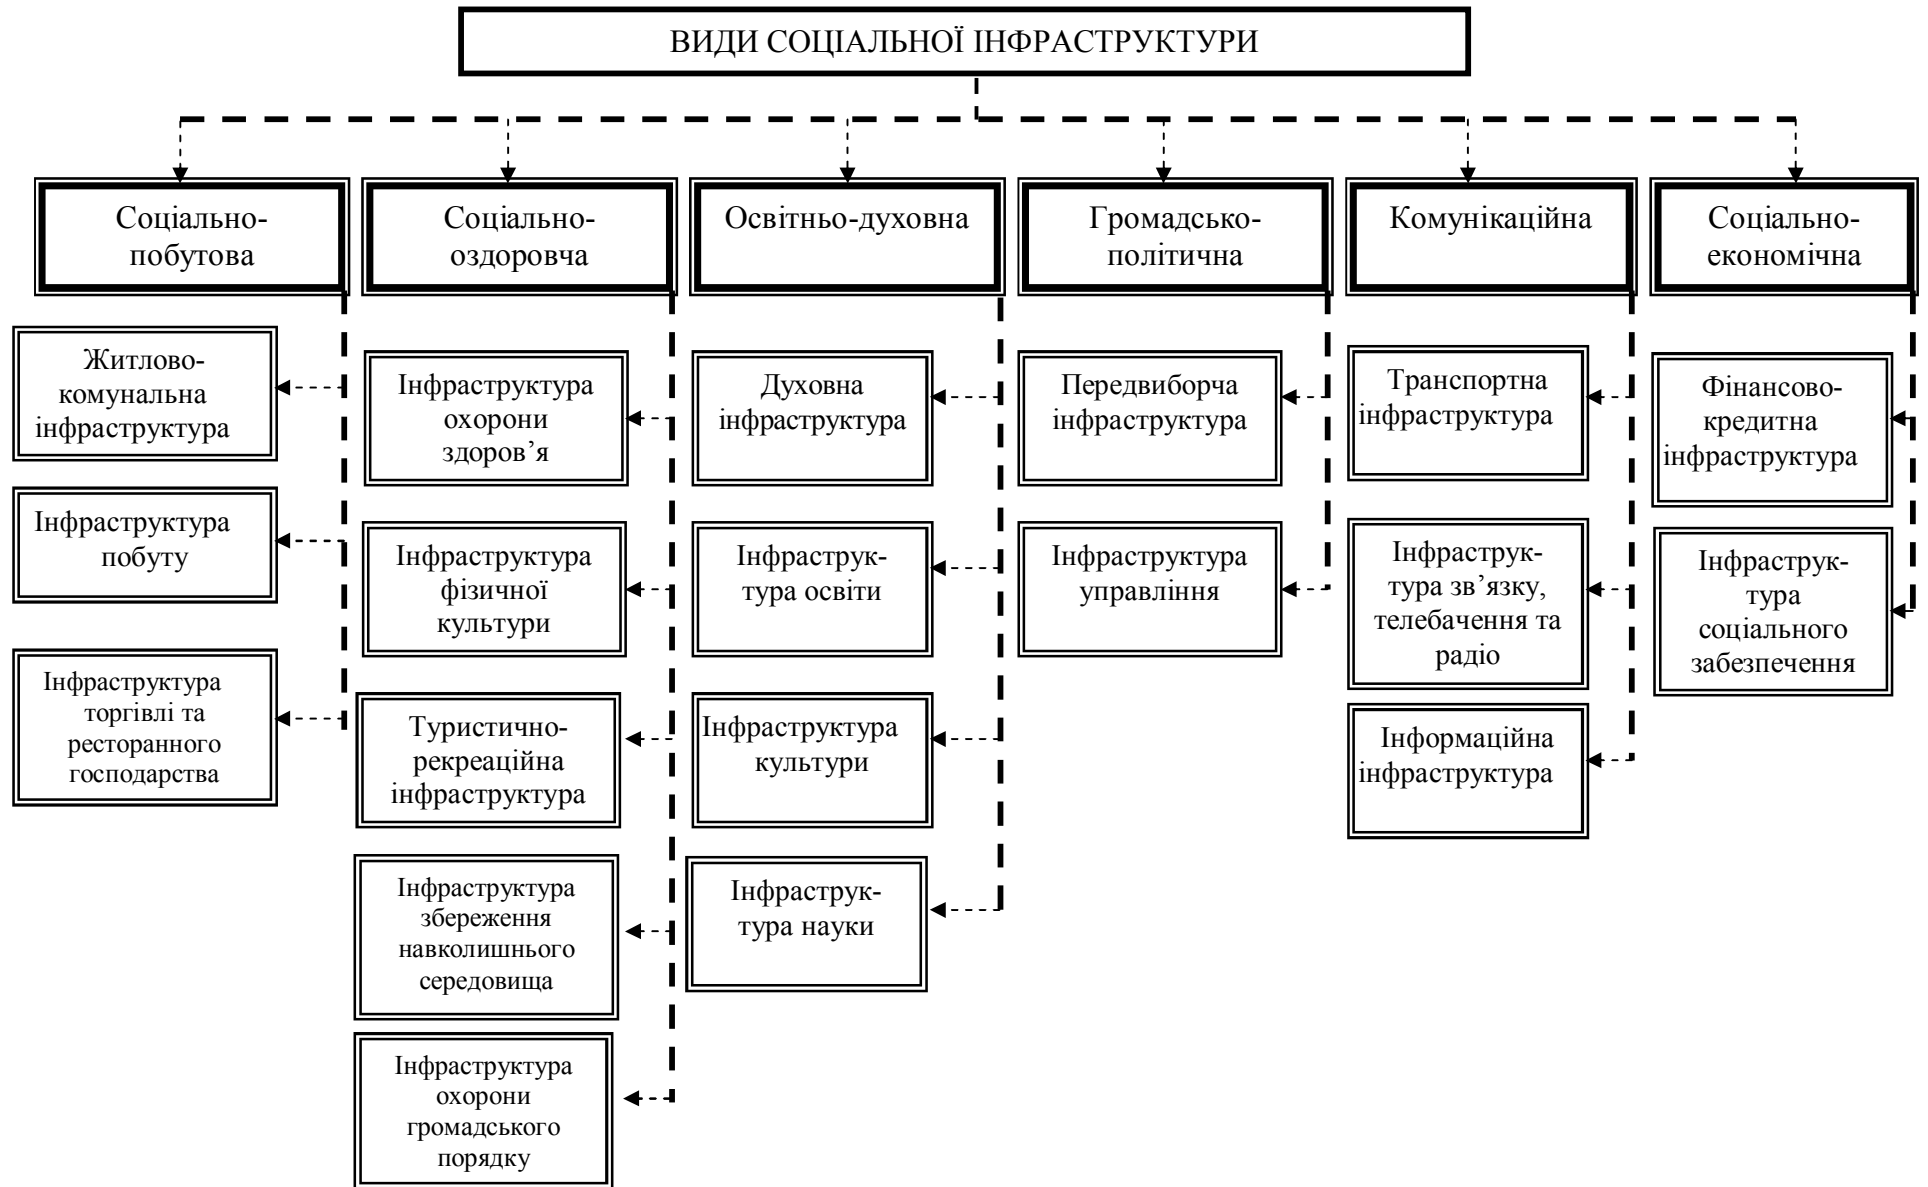 ВИДИ СОЦІАЛЬНОЇ ІНФРАСТРУКТУРИ
Соціально-
побутова
Соціально-
оздоровча
Освітньо-духовна
Громадсько-
політична
Комунікаційна
Соціально-
економічна
Житлово-
комунальна
інфраструктура
Інфраструктура
побуту
Інфраструктура
торгівлі та
ресторанного
господарства
Інфраструктура
охорони
здоров’я
Інфраструктура
фізичної
культури
Туристично-
рекреаційна
інфраструктура
Інфраструктура
збереження
навколишнього
середовища
Інфраструктура
охорони
громадського
порядку
Духовна
інфраструктура
Інфраструк-
тура освіти
Інфраструктура
культури
Інфраструк-
тура науки
Передвиборча
інфраструктура
Інфраструктура
управління
Транспортна
інфраструктура
Інфраструк-
тура зв’язку,
телебачення та
радіо
Інформаційна
інфраструктура
Фінансово-
кредитна
інфраструктура
Інфраструк-
тура
соціального
забезпечення